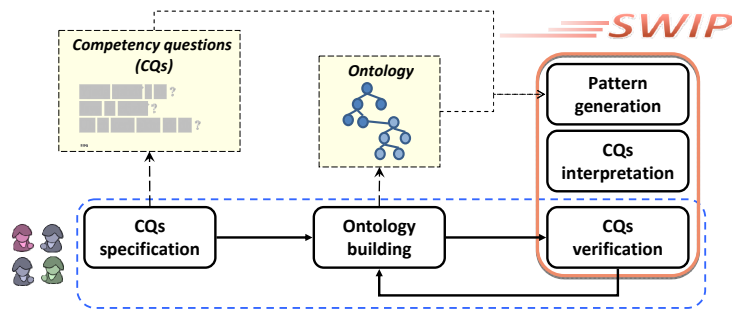 SWIP
Competency questions
(CQs)
?
?
?
Ontology
Pattern
generation
CQs
interpretation
CQs
specification
Ontology
building
CQs
verification